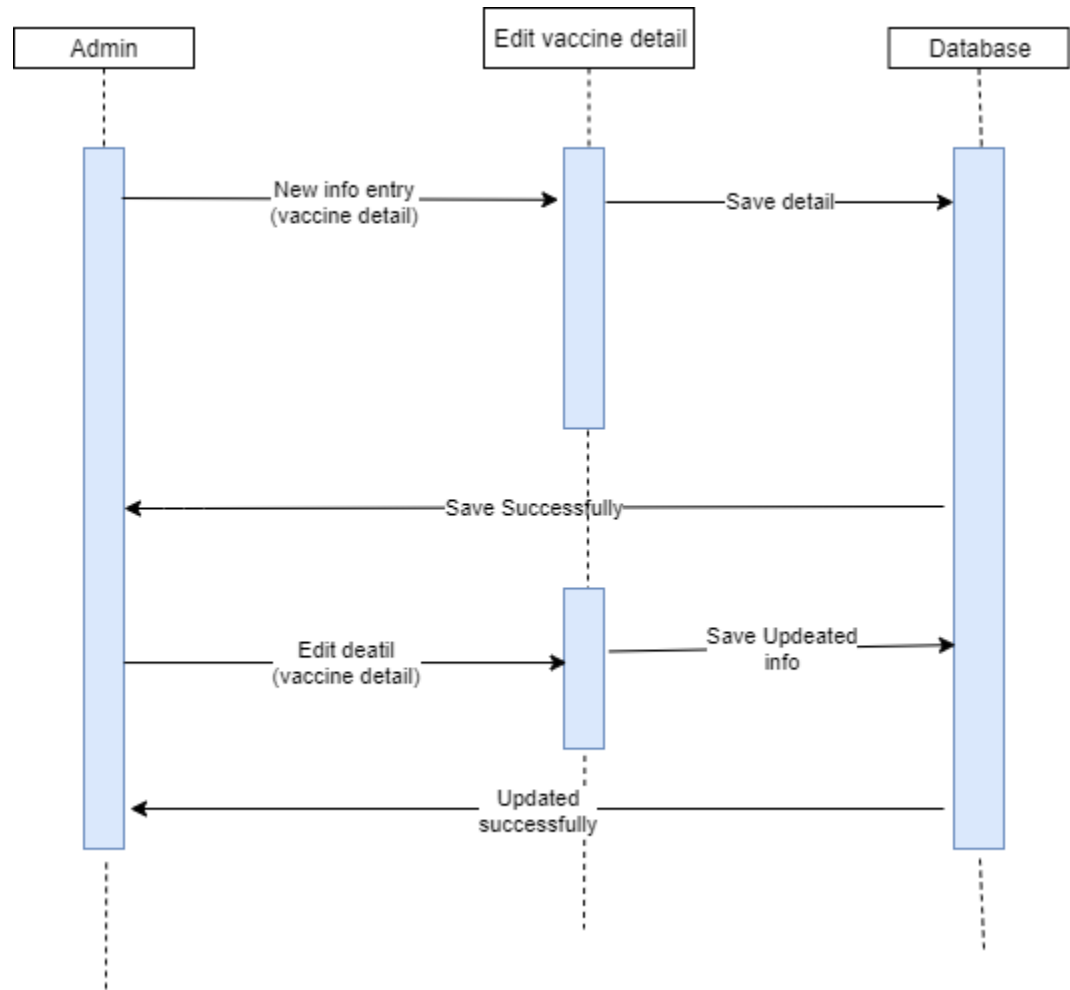 Admin
Edit vaccine detail
Database
New info entry
(vaccine detail)
Save detail
Save Successfully
Edit deatil
(vaccine detail)
Save Updeated
info
Updated
successfully